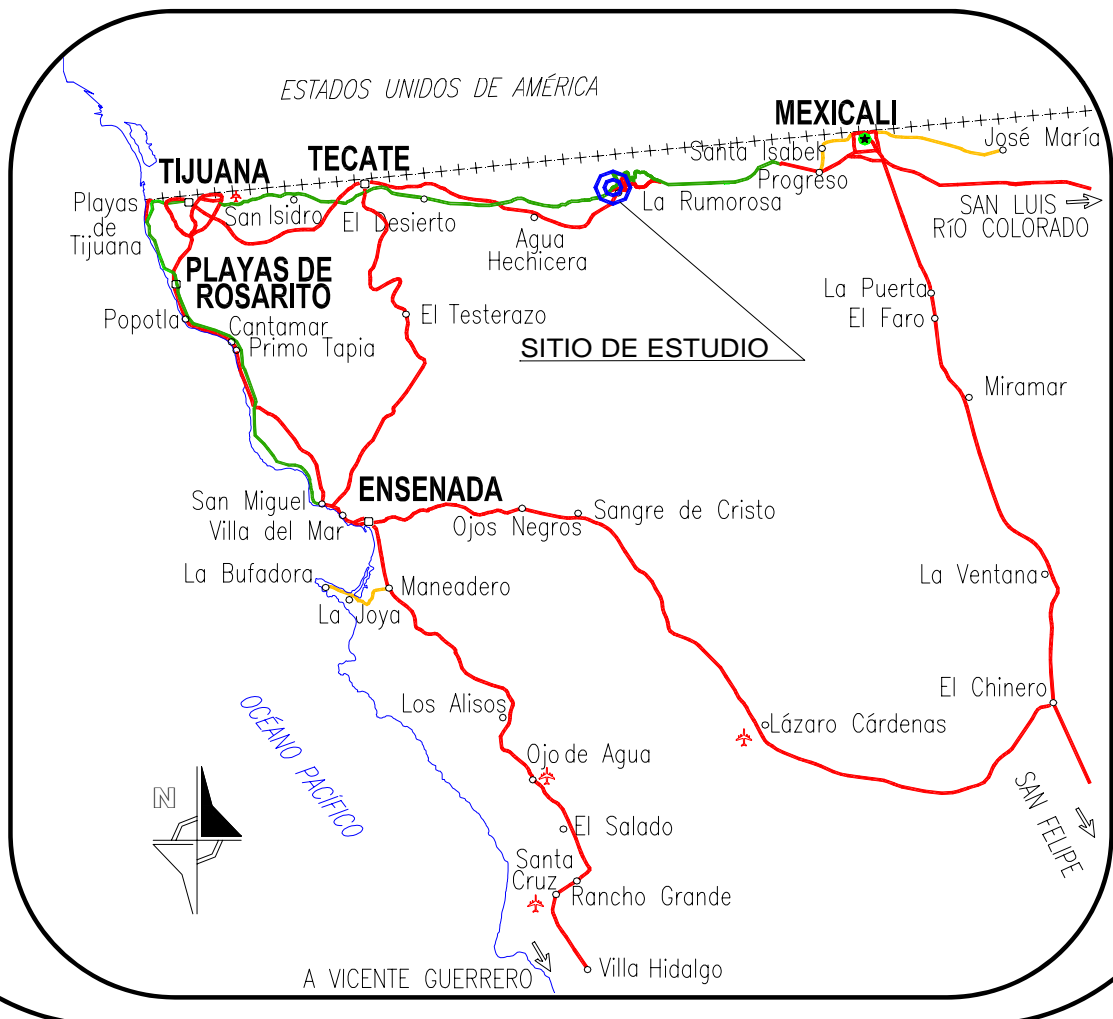 ESTADOS UNIDOS DE AMÉRICA
MEXICALI
José María
Santa Isabel
Progreso
TECATE
TIJUANA
Playas
de
Tijuana
San Isidro
El Desierto
Agua
Hechicera
La Rumorosa
SAN LUIS
RíO COLORADO
PLAYAS DE
ROSARITO
Popotla
Cantamar
Primo Tapia
El Testerazo
SITIO DE ESTUDIO
La Puerta
El Faro
Miramar
San Miguel
Villa del Mar
ENSENADA
Ojos Negros
Sangre de Cristo
La Bufadora
La Joya
Maneadero
La Ventana
El Chinero
Los Alisos
Lázaro Cárdenas
OCÉANO PACÍFICO
Ojo de Agua
N
El Salado
SAN FELIPE
Santa
Cruz
Rancho Grande
A VICENTE GUERRERO
Villa Hidalgo